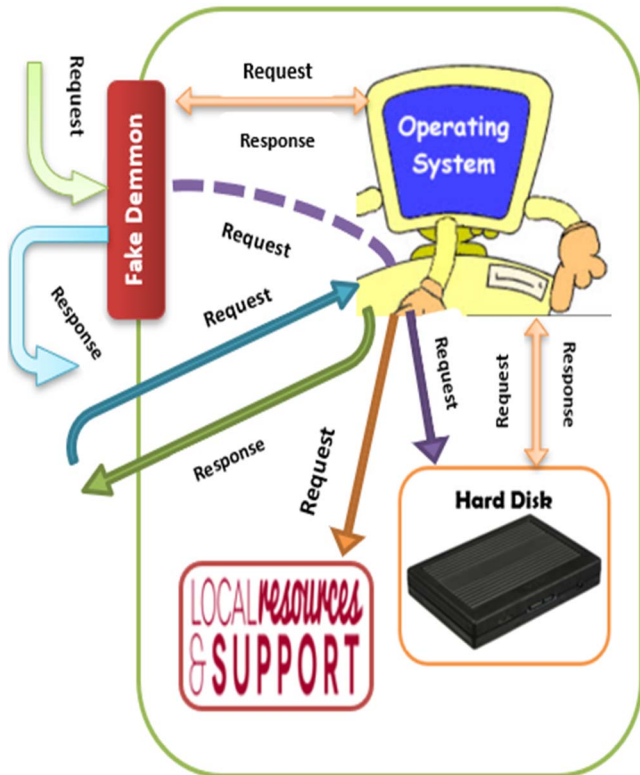 Request
Fake Demmon
Response
Request
Response
Operating
System
Request
Request
Response
Request
Request
Request
Response
Hard Disk
LOCAL resources
& SUPPORT